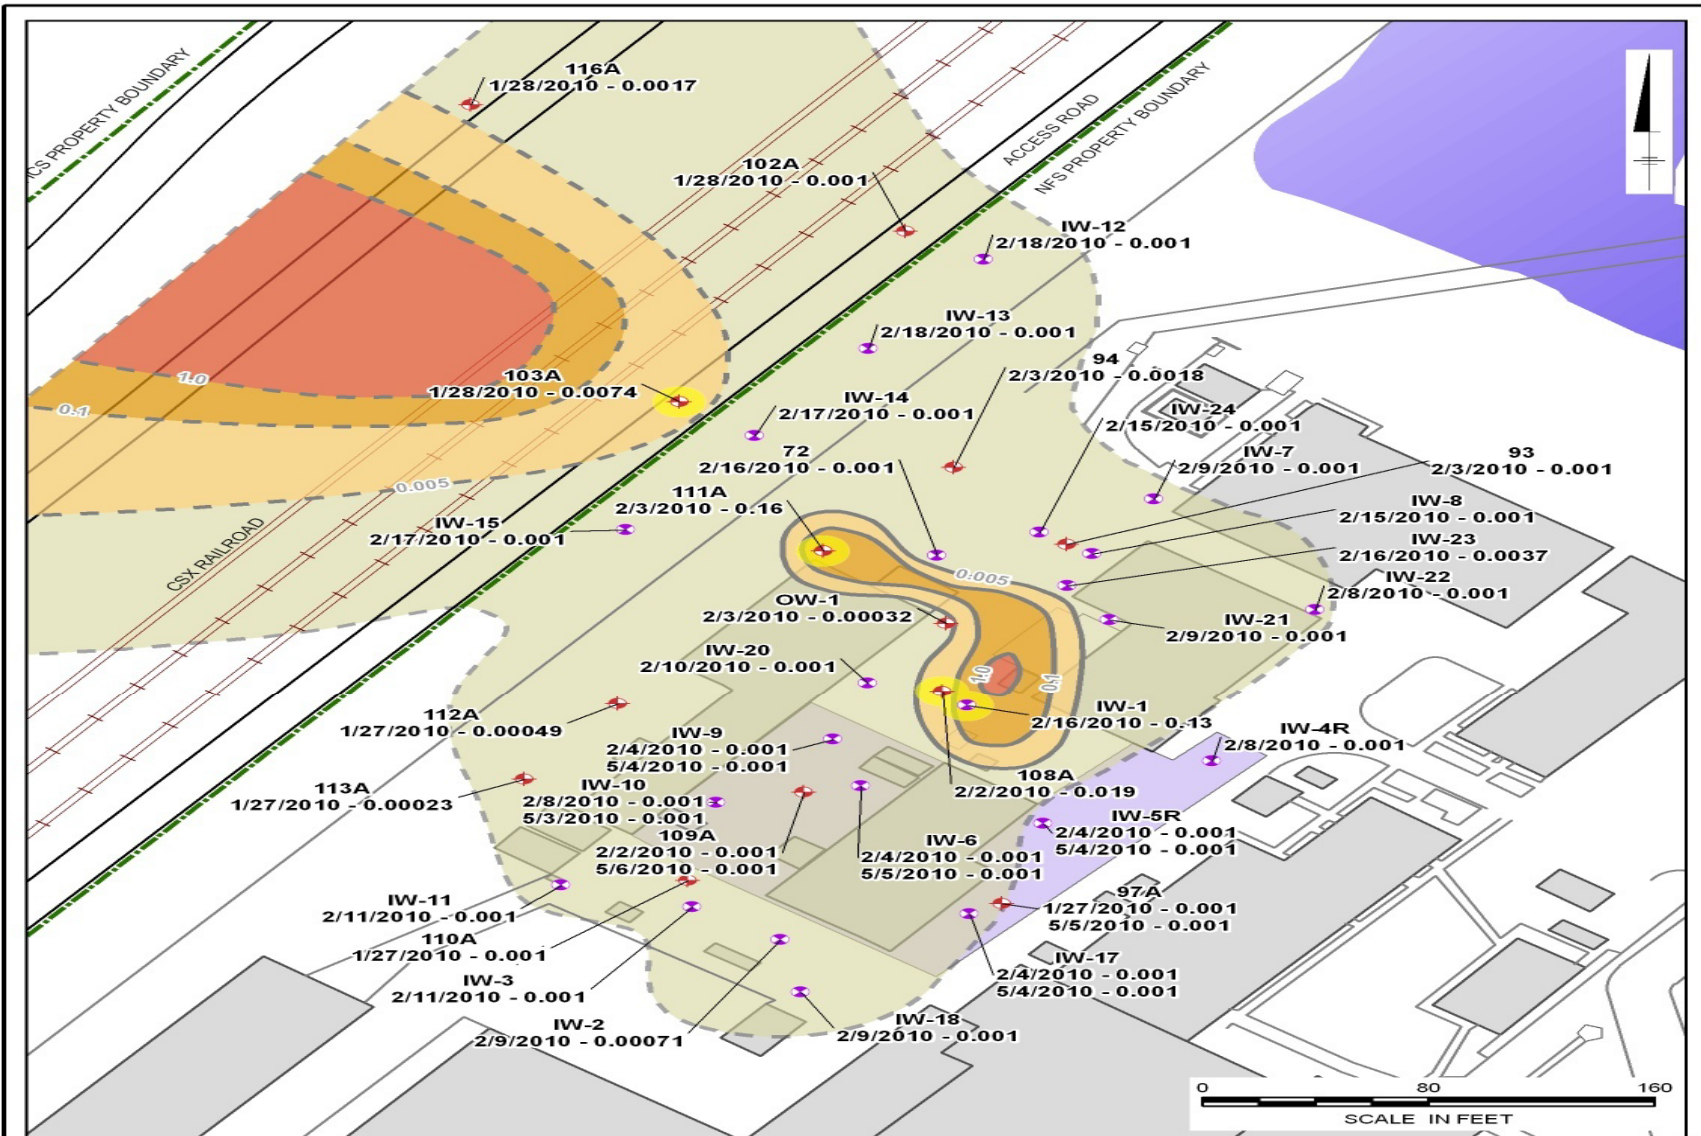 ICS PROPERTY BOUNDARY
116A
1/28/2010 - 0.0017
ACCESS ROAD
NFS PROPERTY BOUNDARY
102A
1/28/2010 - 0.001
IW-12
2/18/2010 - 0.001
IW-13
2/18/2010 - 0.001
94
2/3/2010 - 0.0018
1.0
103A
1/28/2010 - 0.0074
0.1
IW-14
2/17/2010 - 0.001
IW-24
2/15/2010 - 0.001
72
2/16/2010 - 0.001
IW-7
2/9/2010 - 0.001
93
2/3/2010 - 0.001
0.005
111A
2/3/2010 - 0.16
IW-8
2/15/2010 - 0.001
IW-15
2/17/2010 - 0.001
IW-23
2/16/2010 - 0.0037
CSX RAILROAD
0.005
IW-22
2/8/2010 - 0.001
OW-1
2/3/2010 - 0.00032
IW-21
2/9/2010 - 0.001
IW-20
2/10/2010 - 0.001
1.0
0.1
112A
1/27/2010 - 0.00049
IW-1
2/16/2010 - 0.13
IW-9
2/4/2010 - 0.001
5/4/2010 - 0.001
IW-4R
2/8/2010 - 0.001
113A
1/27/2010 - 0.00023
IW-10
2/8/2010 - 0.001
5/3/2010 - 0.001
108A
2/2/2010 - 0.019
IW-5R
2/4/2010 - 0.001
5/4/2010 - 0.001
109A
2/2/2010 - 0.001
5/6/2010 - 0.001
IW-6
2/4/2010 - 0.001
5/5/2010 - 0.001
97A
1/27/2010 - 0.001
5/5/2010 - 0.001
IW-11
2/11/2010 - 0.001
110A
1/27/2010 - 0.001
IW-17
2/4/2010 - 0.001
5/4/2010 - 0.001
IW-3
2/11/2010 - 0.001
IW-2
2/9/2010 - 0.00071
IW-18
2/9/2010 - 0.001
0 80 160
SCALE IN FEET